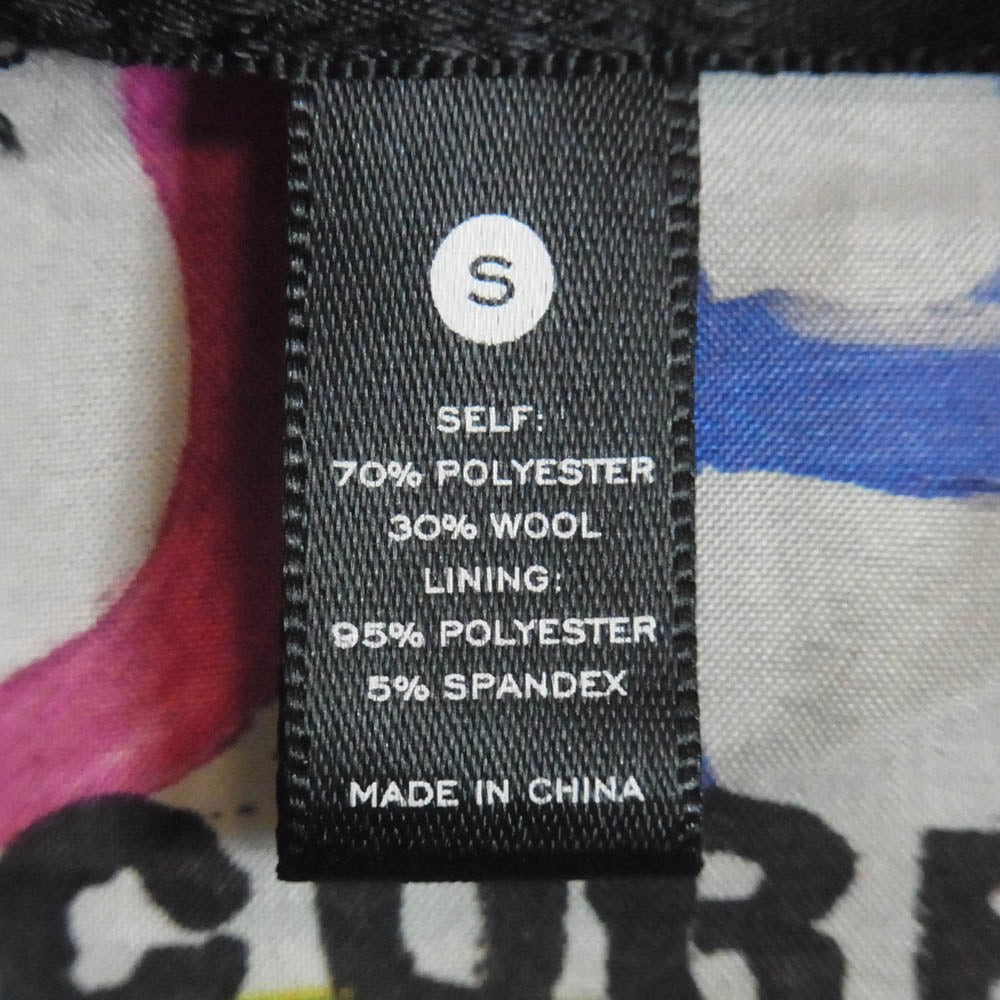 S
SELF:
70% POLYESTER
30% WOOL
LINING:
95% POLYESTER
5% SPANDEX
MADE IN CHINA